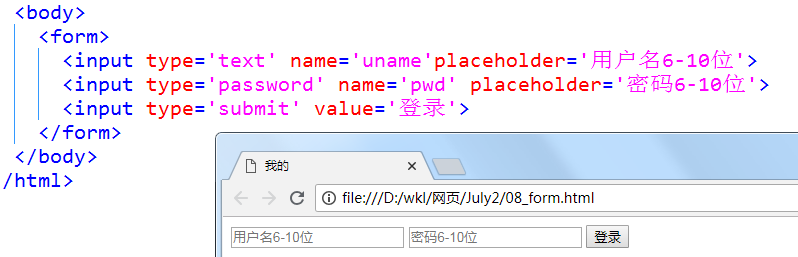 <body>
<form>
<input type='text' name='uname'placeholder='用户名6-10位'>
<input type='password' name='pwd' placeholder='密码6-10位'>
<input type='submit' value='登录'>
</form>
</body>
/html>
我的
file:///D:/wkl/网页/July2/08_form.html
用户名6-10位 密码6-10位 登录